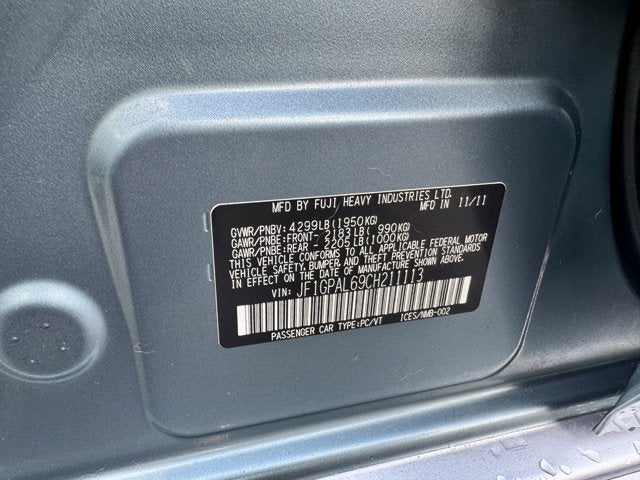 MFD BY FUJI HEAVY INDUSTRIES LTD.
MFD IN 11/11
GVWR/PNBV: 4299LB(1950KG)
GAWR/PNBE:FRONT- 2183LB( 990KG)
GAWR/PNBE:REAR - 2205LB(1000KG)
THIS VEHICLE CONFORMS TO ALL APPLICABLE FEDERAL MOTOR
VEHICLE SAFETY, BUMPER, AND THEFT PREVENTION STANDARDS
IN EFFECT ON THE DATE OF MANUFACTURE SHOWN ABOVE.
VIN: JF1GPAL69CH211113
PASSENGER CAR TYPE:PC/VT ICES/NMB-002